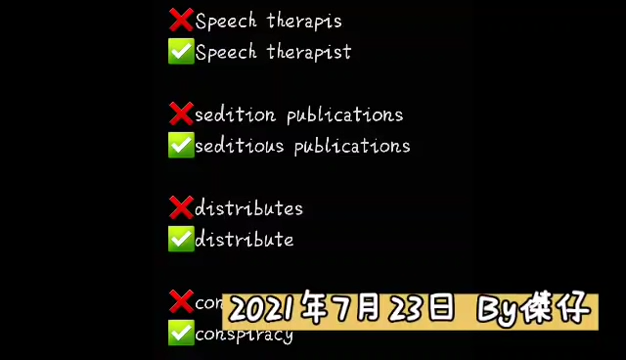 ❌Speech therapis
✅Speech therapist
❌sedition publications
✅seditious publications
❌distributes
✅distribute
❌
✅conspiracy
2021年7月23日 By傑仔